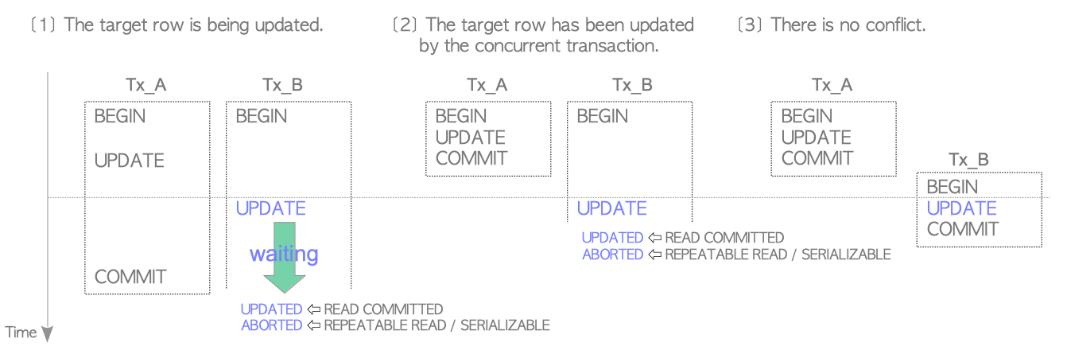 〔1〕The target row is being updated.
〔2〕The target row has been updated
by the concurrent transaction.
〔3〕There is no conflict.
Tx_A
Tx_B
BEGIN
BEGIN
UPDATE
UPDATE
waiting
COMMIT
UPDATED ⇦ READ COMMITTED
ABORTED ⇦ REPEATABLE READ / SERIALIZABLE
Tx_A
Tx_B
BEGIN
UPDATE
COMMIT
BEGIN
UPDATE
UPDATED ⇦ READ COMMITTED
ABORTED ⇦ REPEATABLE READ / SERIALIZABLE
Tx_A
BEGIN
UPDATE
COMMIT
Tx_B
BEGIN
UPDATE
COMMIT
Time